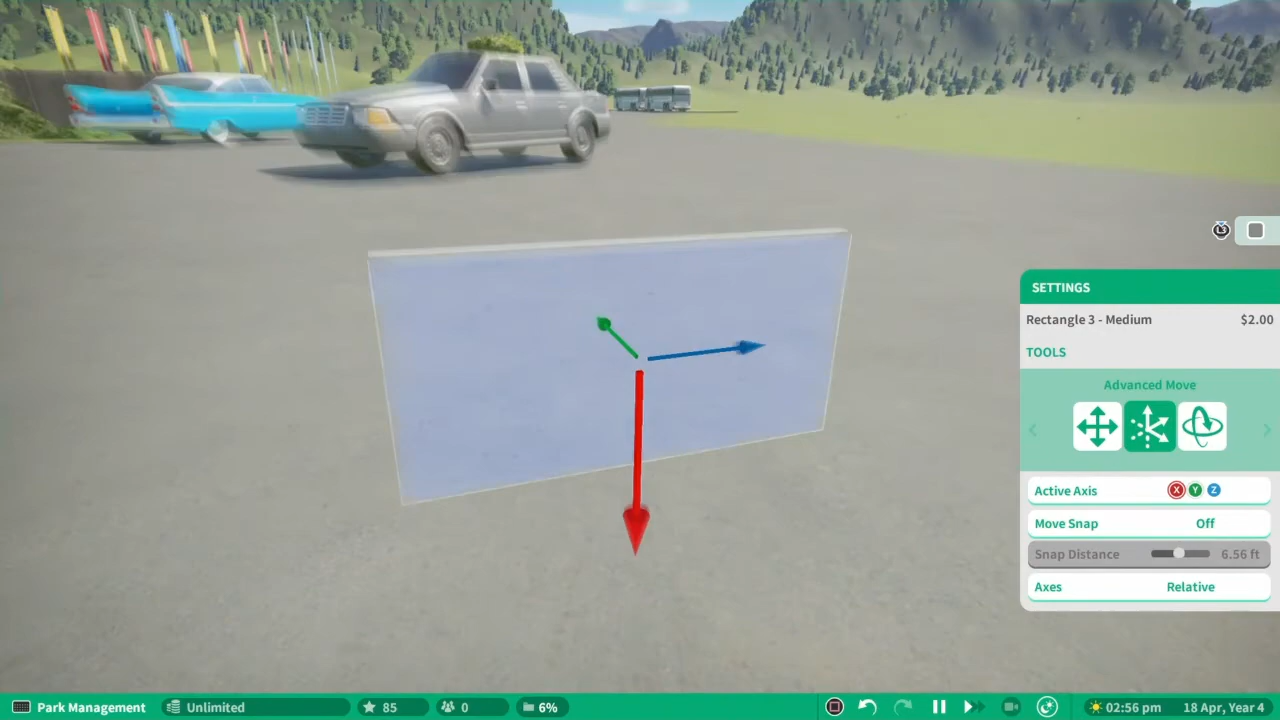 L3
SETTINGS
Rectangle 3 - Medium $2.00
TOOLS
Advanced Move
Active Axis X Y Z
Move Snap Off
Snap Distance 6.56 ft
Axes Relative
Park Management Unlimited 85 0 6% 02:56 pm 18 Apr, Year 4